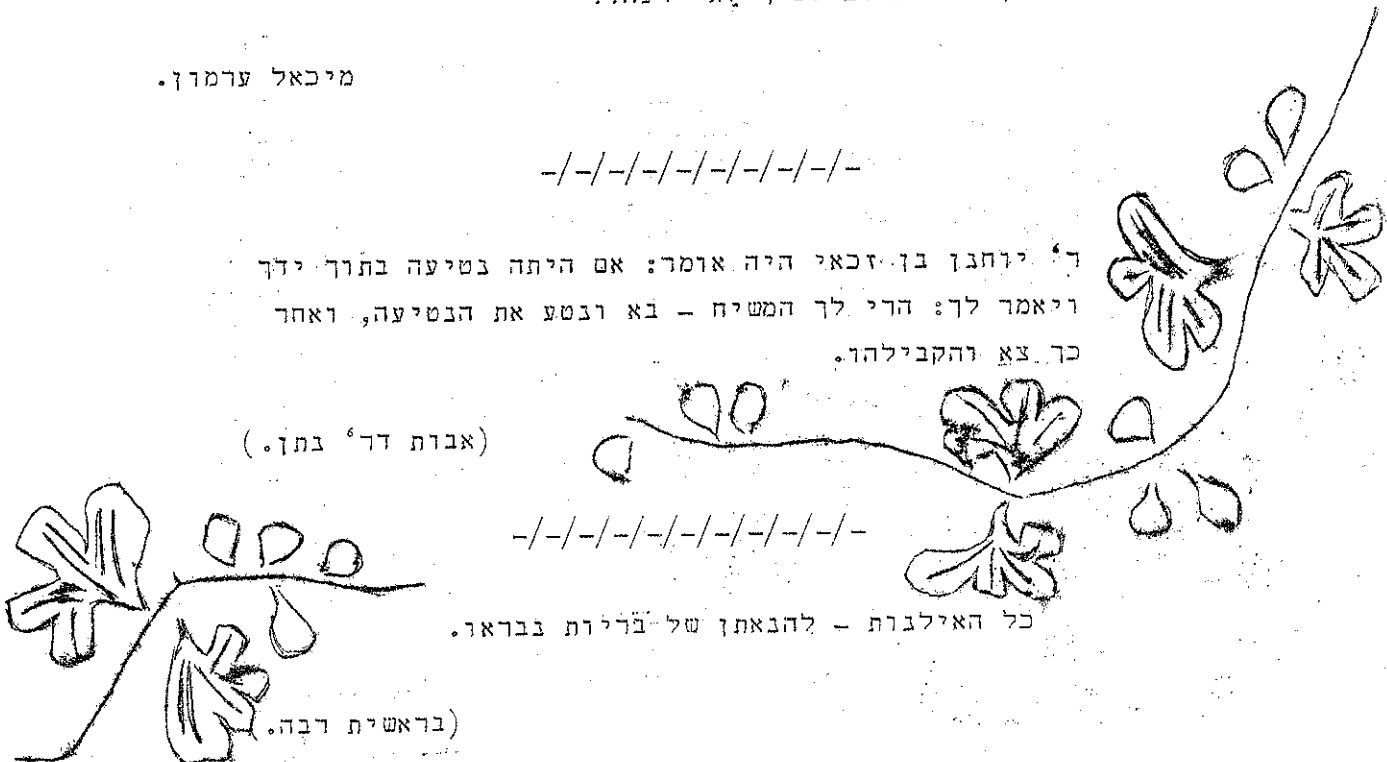 מיכאל ערמון.
-/-/-/-/-/-/-/-/-/-
ר' יוחנן בן זכאי היה אומר: אם היתה נטיעה בתוך ידך
ויאמר לך: הרי לך המשיח - בא ונטע את הנטיעה, ואחר
כך צא והקבילהו.
(אבות דר' נתן.)
-/-/-/-/-/-/-/-/-/-
כל האילנות - להנאתן של בריות נבראו.
(בראשית רבה.)